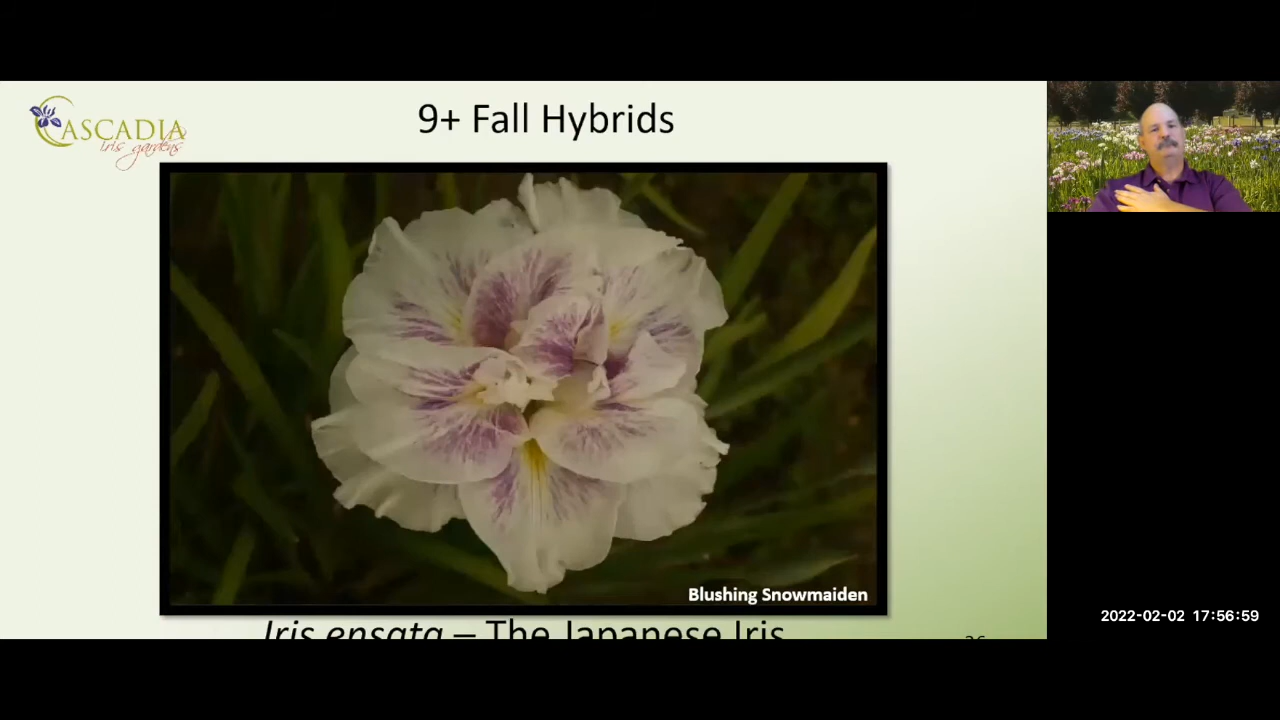 CASCADIA
iris gardens
9+ Fall Hybrids
Blushing Snowmaiden
Iris ensata – The Japanese Iris
2022-02-02 17:56:59